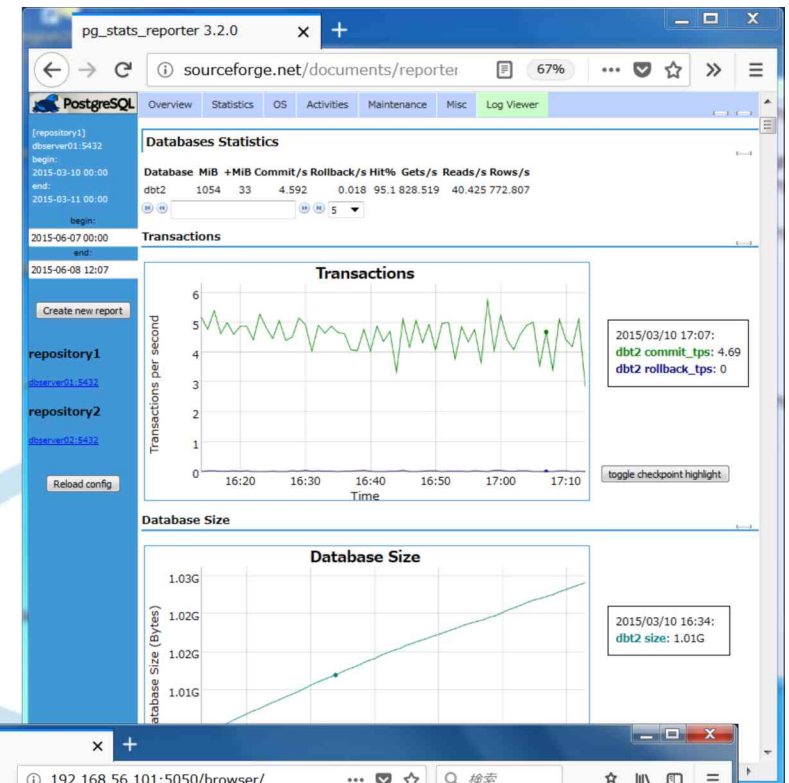 pg_stats_reporter 3.2.0
sourceforge.net/documents/reporter
67%
PostgreSQL
Overview Statistics OS Activities Maintenance Misc Log Viewer
[repository1]
dbserver01:5432
begin:
2015-03-10 00:00
end:
2015-03-11 00:00
begin:
2015-06-07 00:00
end:
2015-06-08 12:07
Create new report
repository1
dbserver01:5432
repository2
dbserver02:5432
Reload config
Databases Statistics
Database MiB +MiB Commit/s Rollback/s Hit% Gets/s Reads/s Rows/s
dbt2 1054 33 4.592 0.018 95.1 828.519 40.425 772.807
5
Transactions
Transactions
Transactions per second
6
5
4
3
2
1
0
16:20 16:30 16:40 16:50 17:00 17:10
Time
2015/03/10 17:07:
dbt2 commit_tps: 4.69
dbt2 rollback_tps: 0
toggle checkpoint highlight
Database Size
Database Size
atabase Size (Bytes)
1.03G
1.02G
1.02G
1.01G
2015/03/10 16:34:
dbt2 size: 1.01G
192.168.56.101:5050/browser/
検索